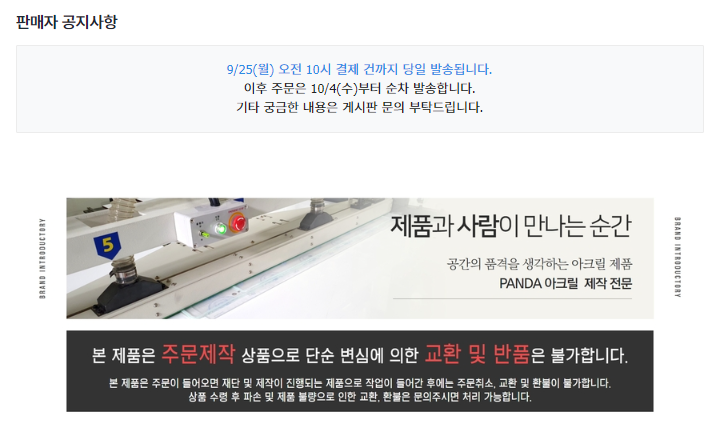 판매자 공지사항
9/25(월) 오전 10시 결제 건까지 당일 발송됩니다.
이후 주문은 10/4(수)부터 순차 발송합니다.
기타 궁금한 내용은 게시판 문의 부탁드립니다.
BRAND INTRODUCTORY
5
제품과 사람이 만나는 순간
공간의 품격을 생각하는 아크릴 제품
PANDA 아크릴 제작 전문
BRAND INTRODUCTORY
본 제품은 주문제작 상품으로 단순 변심에 의한 교환 및 반품은 불가합니다.
본 제품은 주문이 들어오면 재단 및 제작이 진행되는 제품으로 작업이 들어간 후에는 주문취소, 교환 및 환불이 불가합니다.
상품 수령 후 파손 및 제품 불량으로 인한 교환, 환불은 문의주시면 처리 가능합니다.